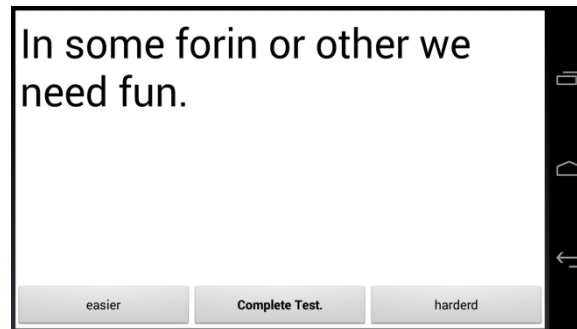 In some forin or other we
need fun.
easier Complete Test. harderd